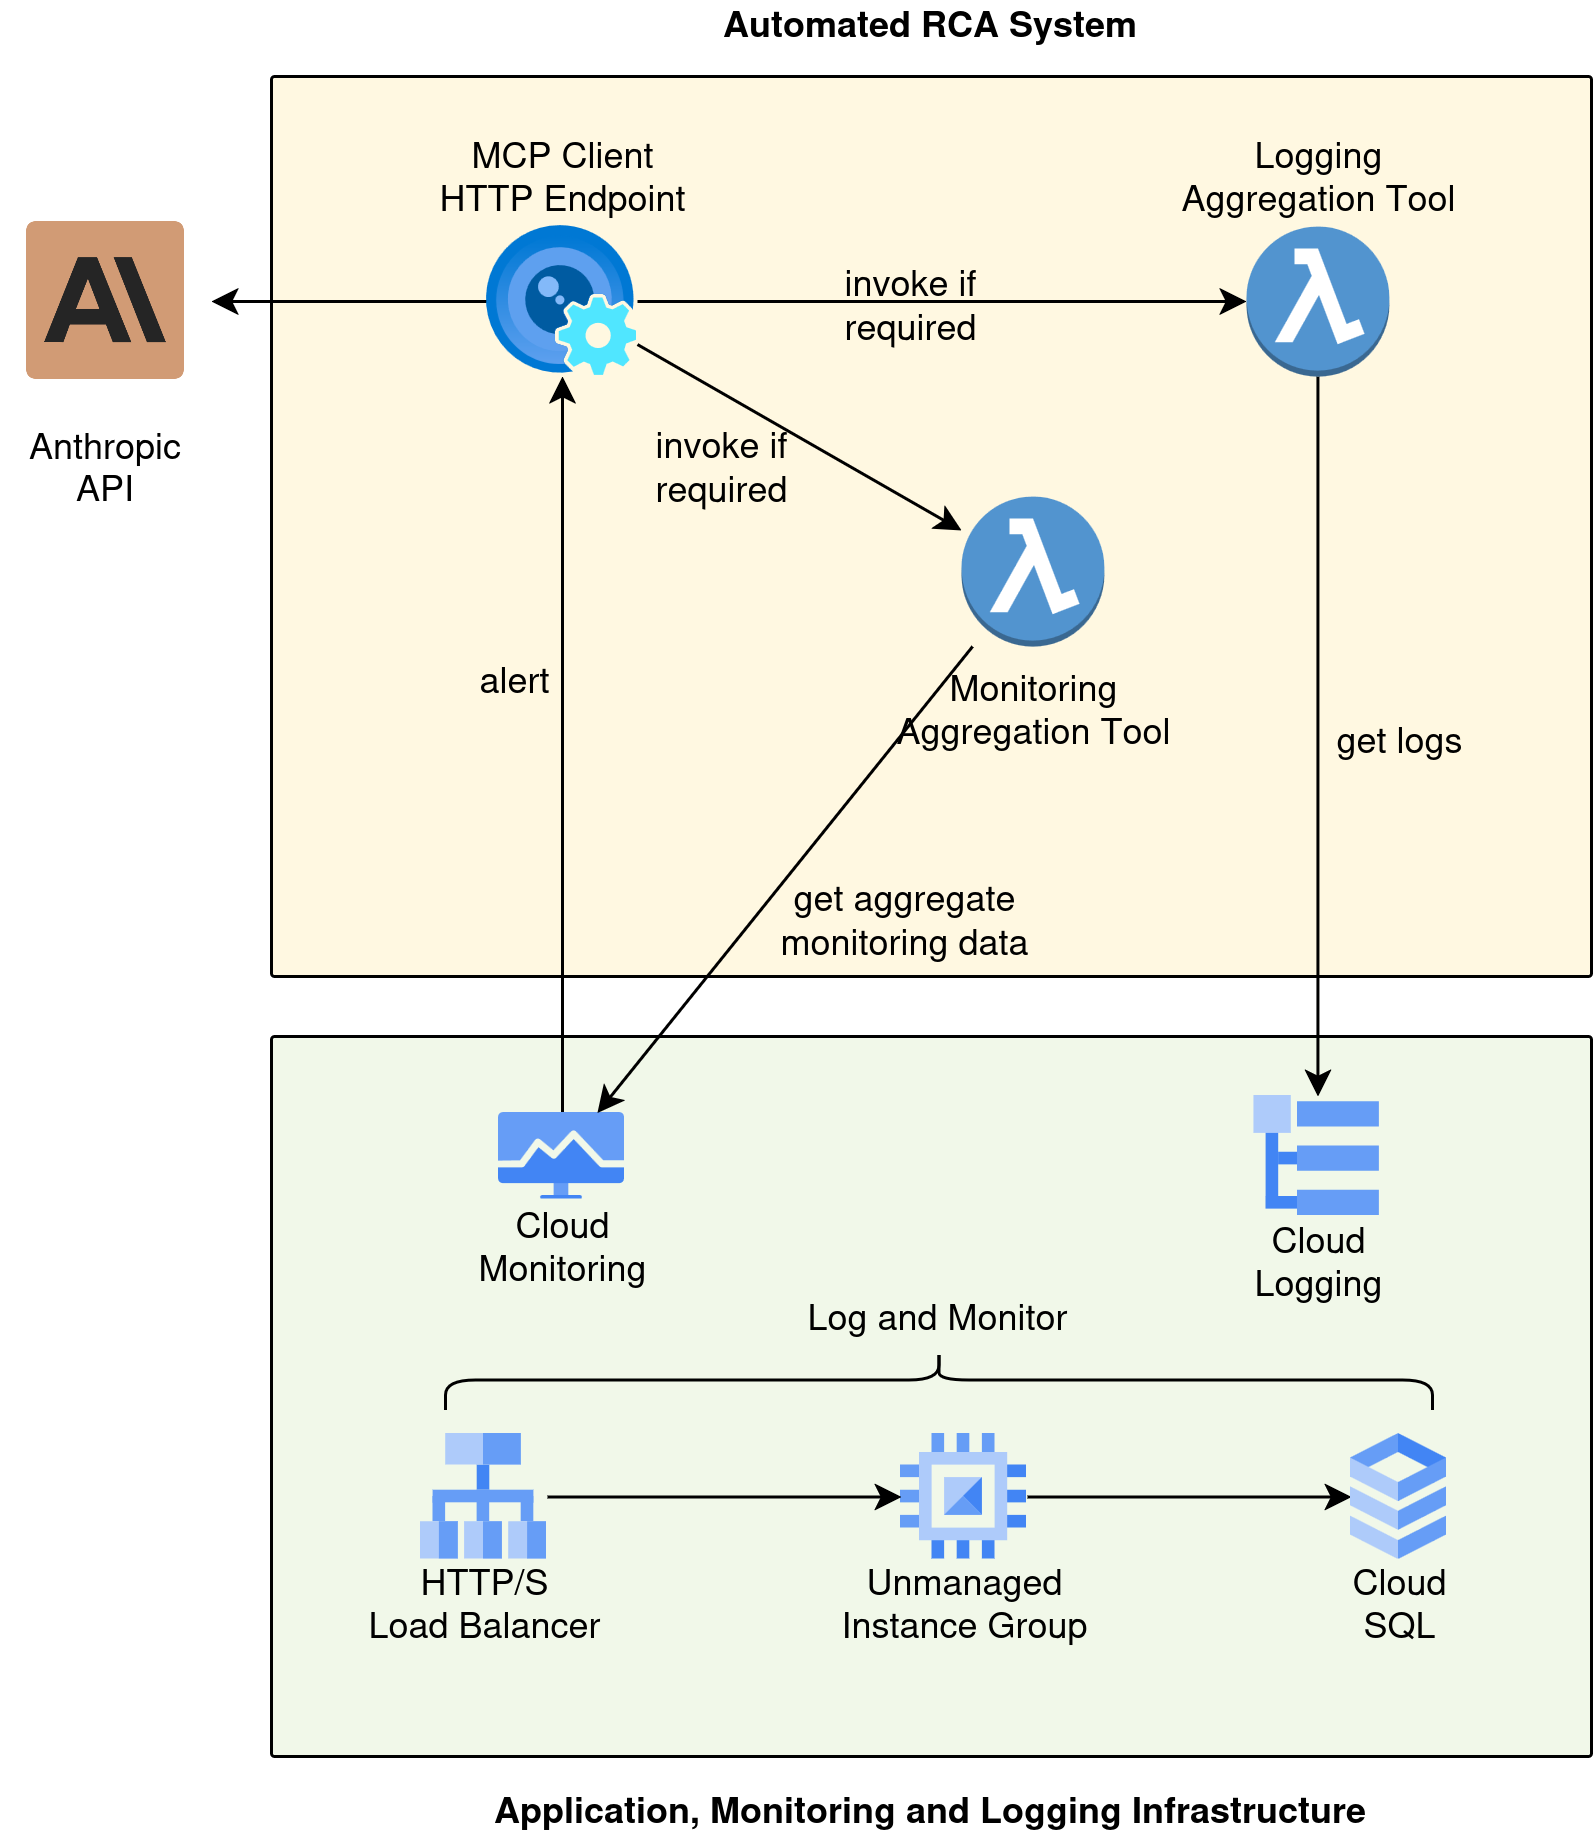 Automated RCA System
MCP Client
HTTP Endpoint
Logging
Aggregation Tool
invoke if
required
Anthropic
API
invoke if
required
alert
Monitoring
Aggregation Tool
get logs
get aggregate
monitoring data
Cloud
Monitoring
Cloud
Logging
Log and Monitor
HTTP/S
Load Balancer
Unmanaged
Instance Group
Cloud
SQL
Application, Monitoring and Logging Infrastructure